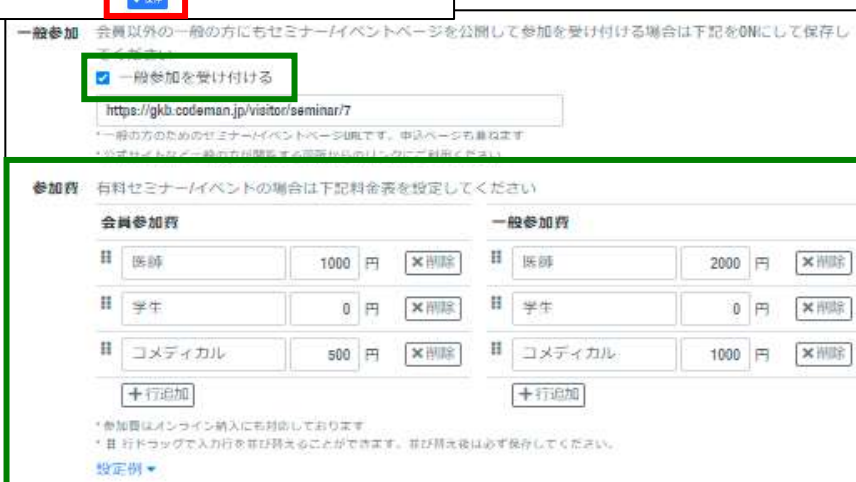 一般参加 会員以外の一般の方にもセミナー/イベントページを公開して参加を受け付ける場合は下記をONにして保存し
てください
一般参加を受け付ける
https://gkb.codeman.jp/visitor/seminar/7
*一般の方のためのセミナー/イベントページURLです。申込ページも兼ねます
参加費 有料セミナー/イベントの場合は下記料金表を設定してください
会員参加費 一般参加費
医師 1000 円 ×削除 医師 2000 円 ×削除
学生 0 円 ×削除 学生 0 円 ×削除
コメディカル 500 円 ×削除 コメディカル 1000 円 ×削除
+行追加 +行追加
*参加費はオンライン納入にも対応しております
* 行ドラッグで入力行を並び替えることができます。並び替え後は必ず保存してください。
設定例